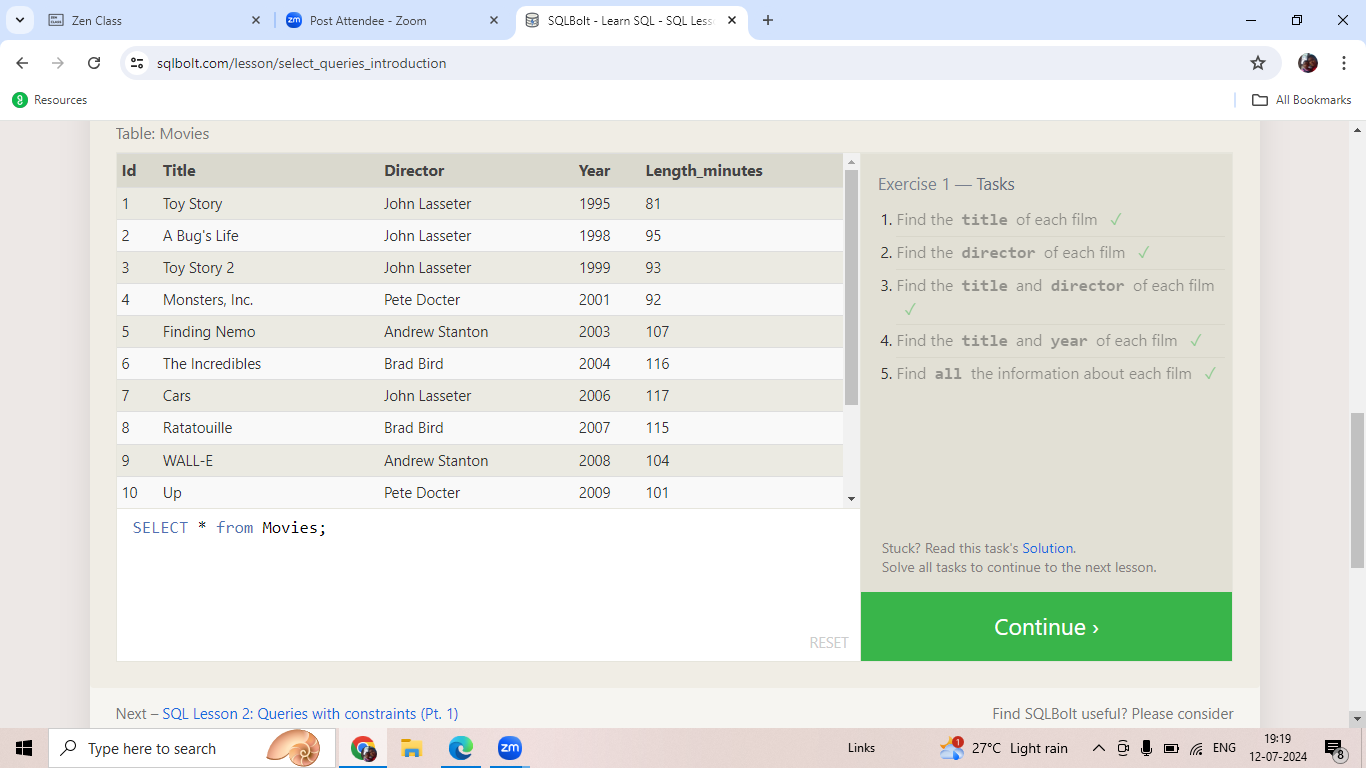 Zen Class
Post Attendee - Zoom
SQLBolt - Learn SQL - SQL Less
sqlbolt.com/lesson/select_queries_introduction
Resources
All Bookmarks
Table: Movies
Id Title Director Year Length_minutes
1 Toy Story John Lasseter 1995 81
2 A Bug's Life John Lasseter 1998 95
3 Toy Story 2 John Lasseter 1999 93
4 Monsters, Inc. Pete Docter 2001 92
5 Finding Nemo Andrew Stanton 2003 107
6 The Incredibles Brad Bird 2004 116
7 Cars John Lasseter 2006 117
8 Ratatouille Brad Bird 2007 115
9 WALL-E Andrew Stanton 2008 104
10 Up Pete Docter 2009 101
SELECT * from Movies;
RESET
Exercise 1 — Tasks
1. Find the title of each film ✓
2. Find the director of each film ✓
3. Find the title and director of each film
✓
4. Find the title and year of each film ✓
5. Find all the information about each film ✓
Stuck? Read this task's Solution.
Solve all tasks to continue to the next lesson.
Continue ›
Next – SQL Lesson 2: Queries with constraints (Pt. 1)
Find SQLBolt useful? Please consider
Type here to search
zm
Links
1
27°C Light rain
ENG
19:19
12-07-2024
8